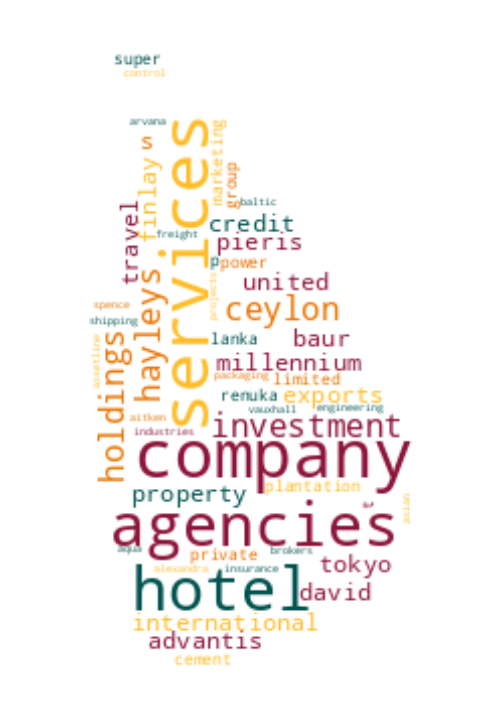 super
control
arvana
s
services
marketing
finlay
group
travel
baltic
credit
freight
pieris
p
power
hayleys
united
projects
ceylon
spence
shipping
holdings
assetline
lanka
baur
millennium
packaging
limited
renuka
exports
vauxhall
engineering
aitken
investment
industries
company
plantation
property
asian
agencies
aqua
private
brokers
tokyo
alexandra
insurance
hotel
david
international
advantis
cement